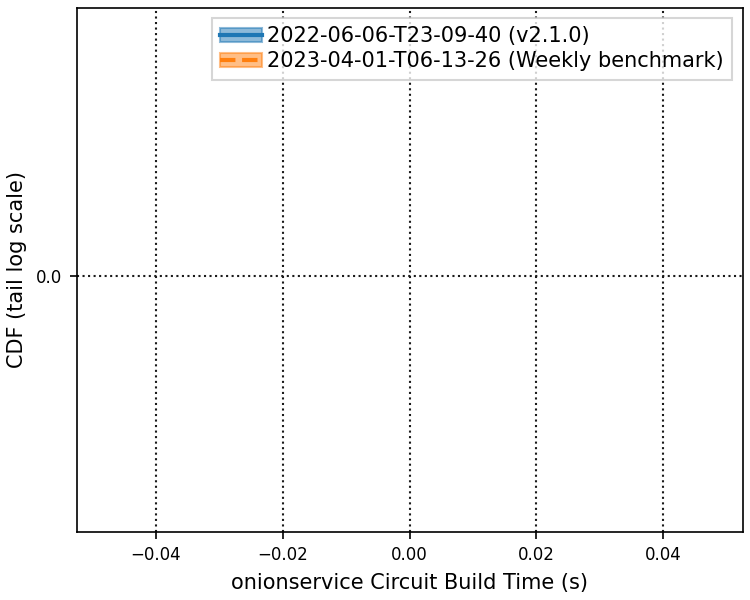 2022-06-06-T23-09-40 (v2.1.0)
2023-04-01-T06-13-26 (Weekly benchmark)
CDF (tail log scale)
0.0
−0.04
−0.02
0.00
0.02
0.04
onionservice Circuit Build Time (s)